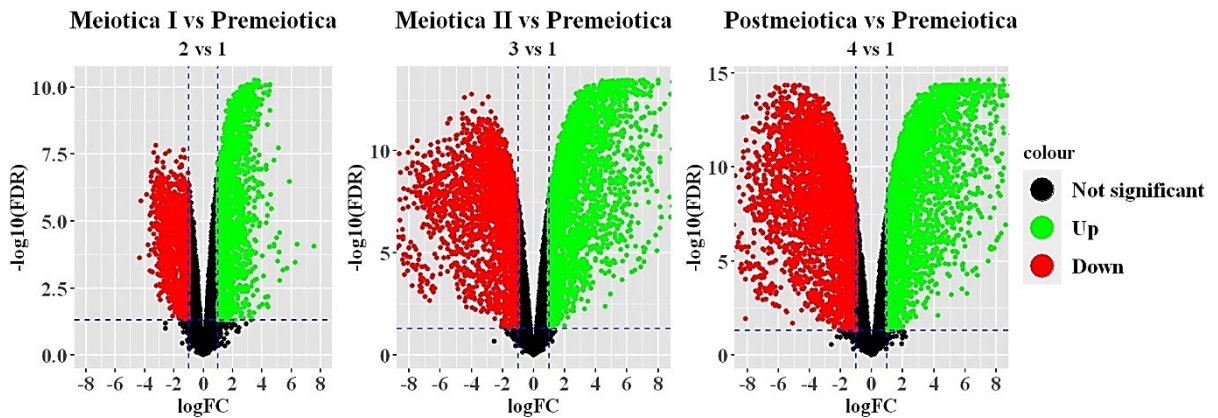 Meiotica I vs Premeiotica
2 vs 1
-log10(FDR)
10.0
7.5
5.0
2.5
0.0
-8 -6 -4 -2 0 2 4 6 8
logFC
Meiotica II vs Premeiotica
3 vs 1
-log10(FDR)
10
5
0
-8 -6 -4 -2 0 2 4 6 8
logFC
Postmeiotica vs Premeiotica
4 vs 1
-log10(FDR)
15
10
5
0
-8 -6 -4 -2 0 2 4 6 8
logFC
colour
Not significant
Up
Down